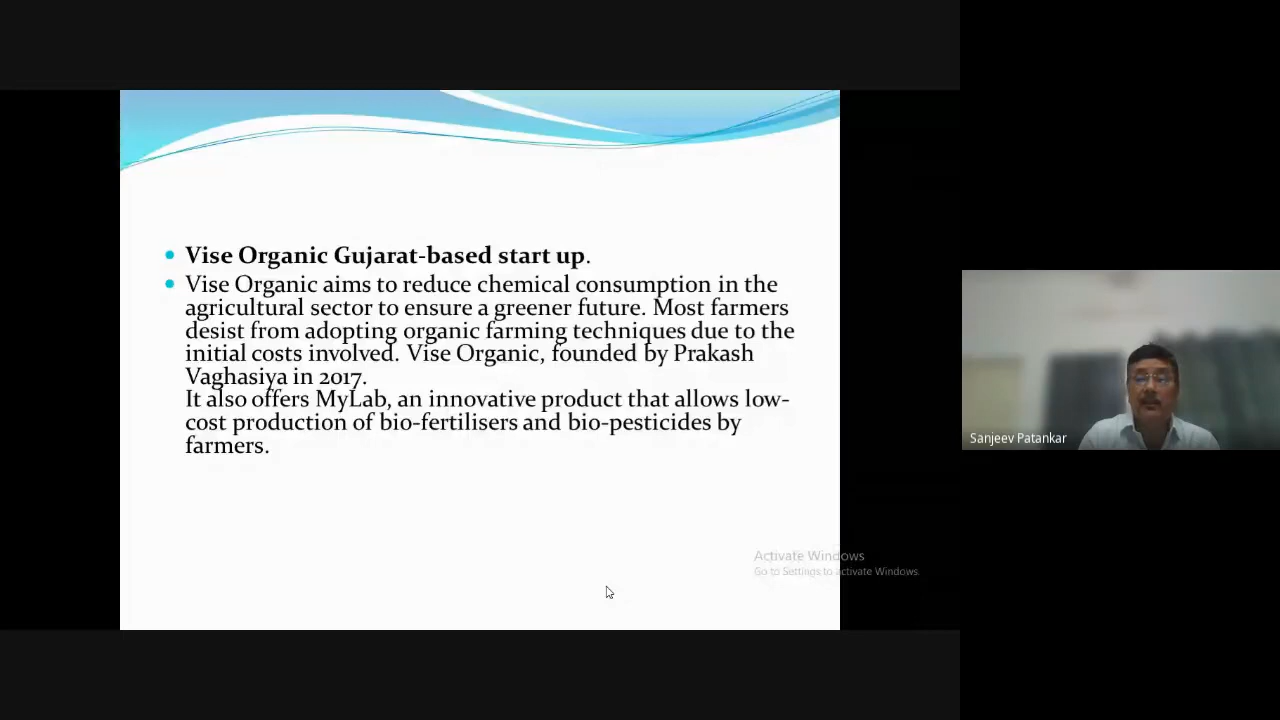 Vise Organic Gujarat-based start up.
Vise Organic aims to reduce chemical consumption in the
agricultural sector to ensure a greener future. Most farmers
desist from adopting organic farming techniques due to the
initial costs involved. Vise Organic, founded by Prakash
Vaghasiya in 2017.
It also offers MyLab, an innovative product that allows low-
cost production of bio-fertilisers and bio-pesticides by
farmers.
Activate Windows
Go to Settings to activate Windows.
Sanjeev Patankar